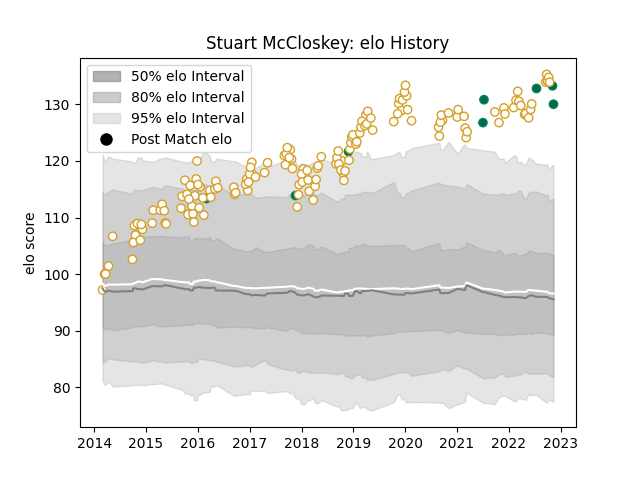 Stuart McCloskey: elo History
50% elo Interval
80% elo Interval
95% elo Interval
Post Match elo
elo score
130
120
110
100
90
80
2014 2015 2016 2017 2018 2019 2020 2021 2022 2023